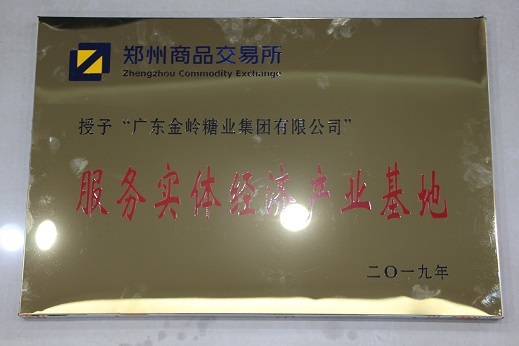 郑州商品交易所
Zhengzhou Commodity Exchange
授予“广东金岭糖业集团有限公司”
服务实体经济产业基地
二〇一九年